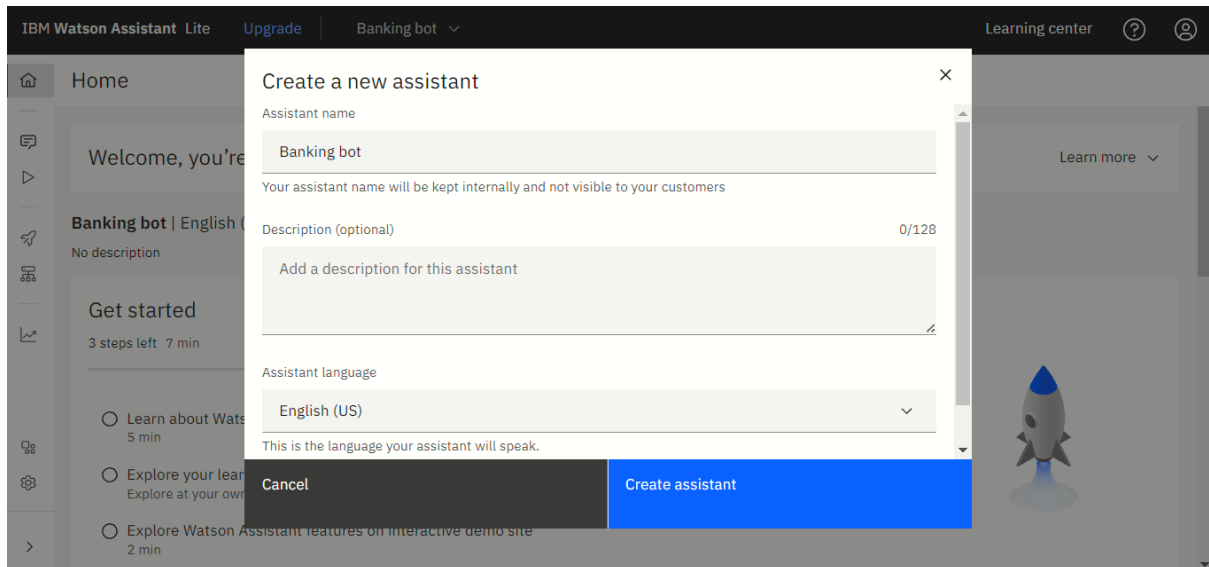 IBM Watson Assistant Lite Upgrade Banking bot Learning center
Home
Create a new assistant
Assistant name
Banking bot
Your assistant name will be kept internally and not visible to your customers
Description (optional) 0/128
Add a description for this assistant
Assistant language
English (US)
This is the language your assistant will speak.
Cancel Create assistant
Welcome, you're
Learn more
Banking bot | English (
No description
Get started
3 steps left 7 min
Learn about Wats
5 min
Explore your lear
Explore at your owr
Explore Watson Assistant features on interactive demo site
2 min